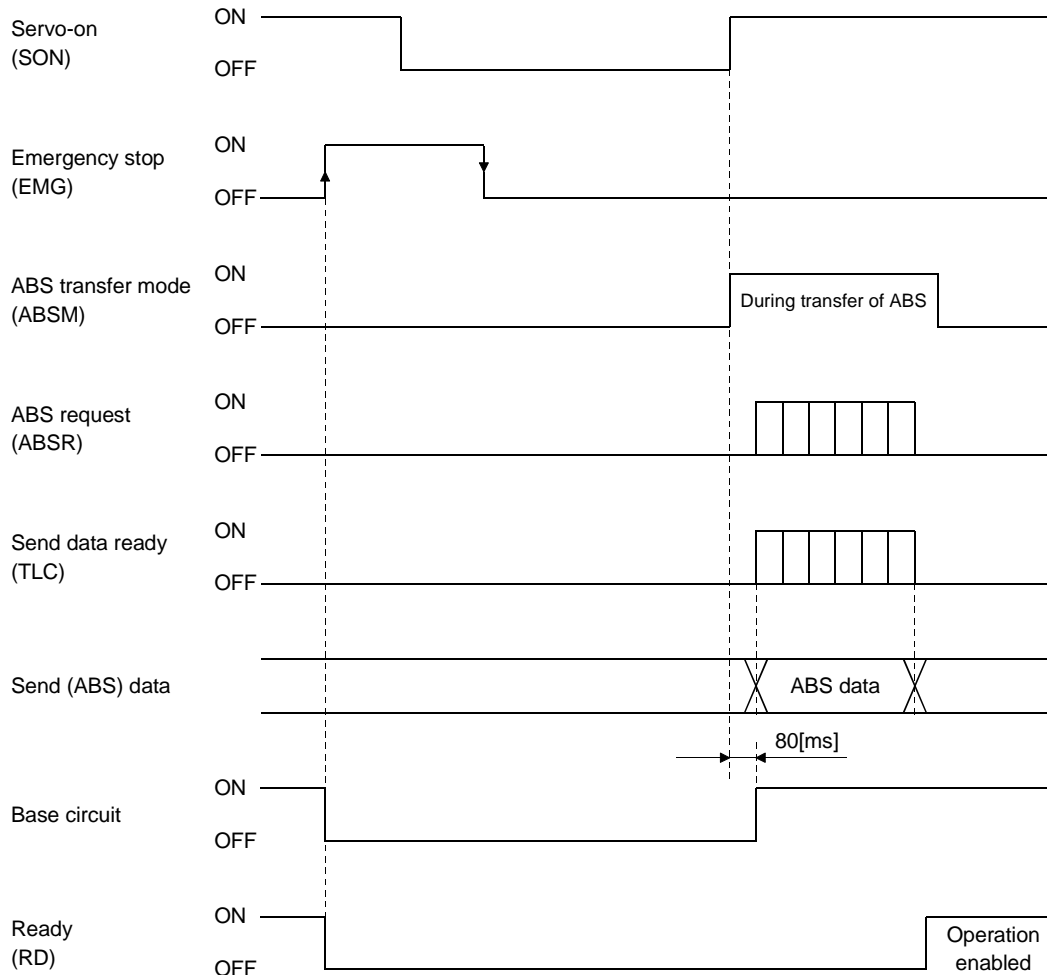 Servo-on
(SON)
ON
OFF
Emergency stop
(EMG)
ON
OFF
ABS transfer mode
(ABSM)
ON
OFF
During transfer of ABS
ABS request
(ABSR)
ON
OFF
Send data ready
(TLC)
ON
OFF
Send (ABS) data
ABS data
80[ms]
Base circuit
ON
OFF
Ready
(RD)
ON
OFF
Operation
enabled